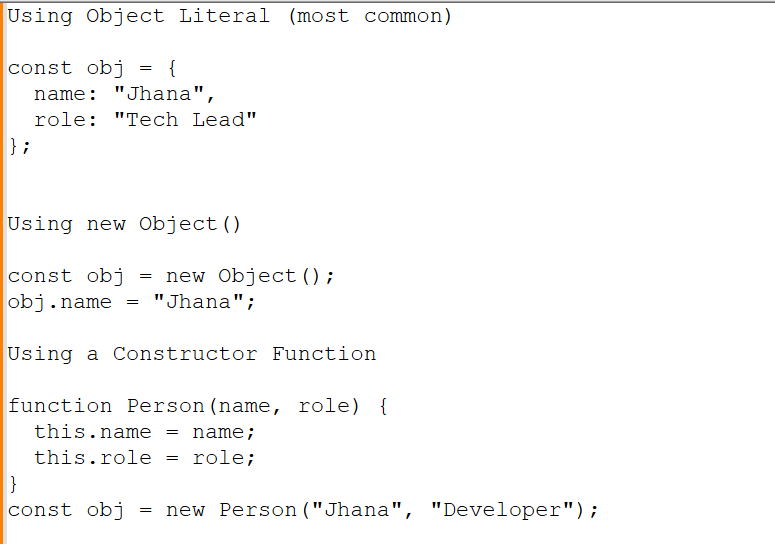 Using Object Literal (most common)
const obj = {
  name: "Jhana",
  role: "Tech Lead"
};
Using new Object()
const obj = new Object();
obj.name = "Jhana";
Using a Constructor Function
function Person(name, role) {
  this.name = name;
  this.role = role;
}
const obj = new Person("Jhana", "Developer");